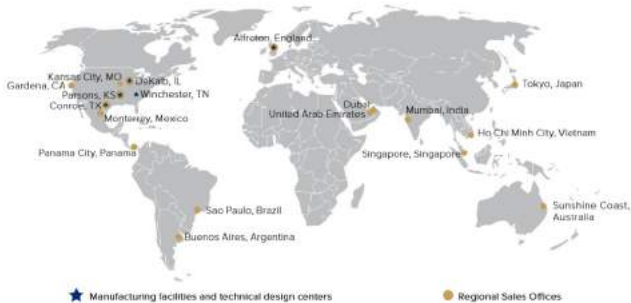 Alfreton, England
Kansas City, MO
DeKalb, IL
Gardena, CA
Parsons, KS
Winchester, TN
Conroe, TX
Monterrey, Mexico
Tokyo, Japan
Dubai
United Arab Emirates
Mumbai, India
Ho Chi Minh City, Vietnam
Panama City, Panama
Singapore, Singapore
Sao Paulo, Brazil
Sunshine Coast,
Australia
Buenos Aires, Argentina
Manufacturing facilities and technical design centers
Regional Sales Offices